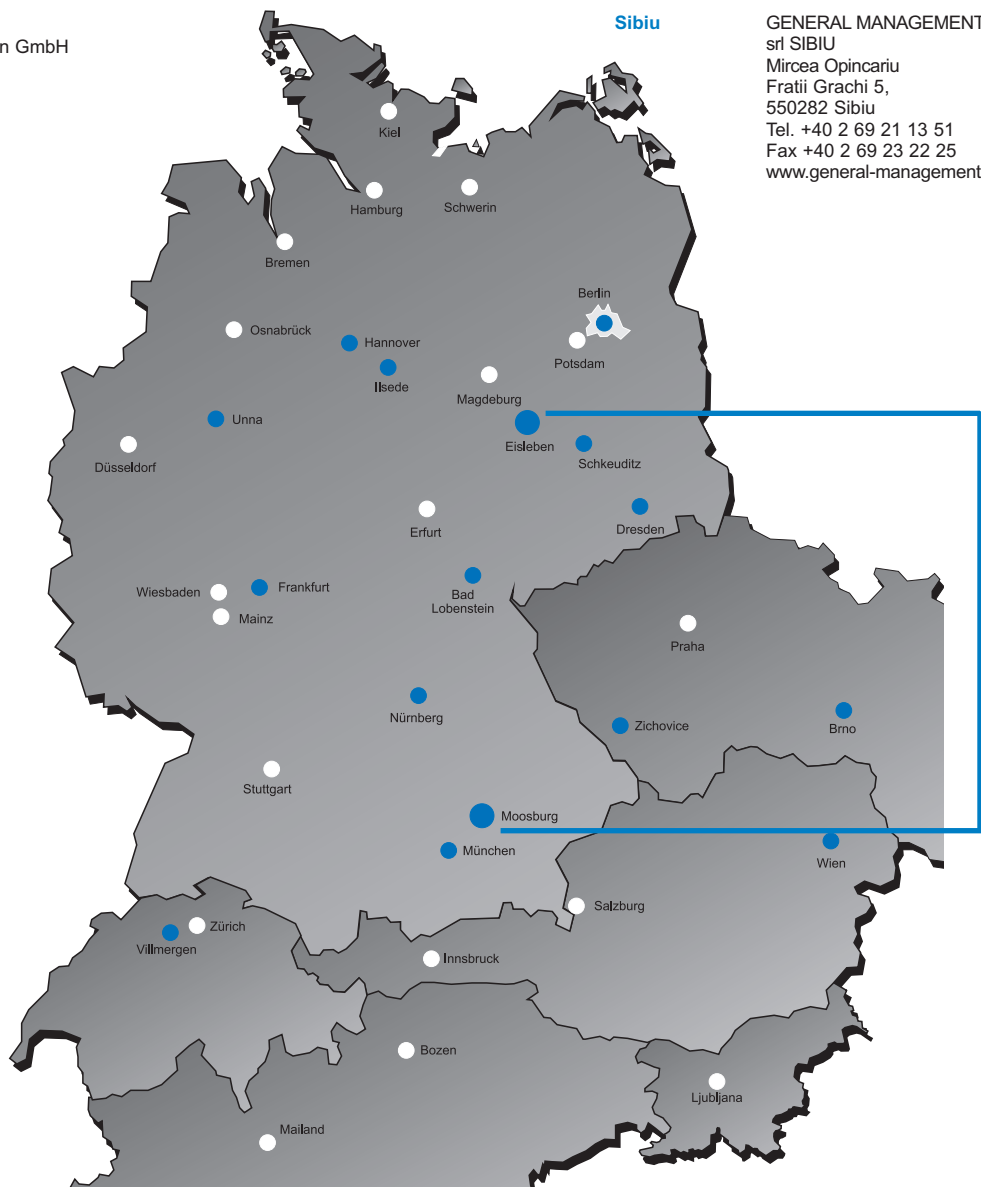 n GmbH
Sibiu
GENERAL MANAGEMENT
srl SIBIU
Mircea Opincariu
Fratii Grachi 5,
550282 Sibiu
Tel. +40 2 69 21 13 51
Fax +40 2 69 23 22 25
www.general-management
Kiel
Hamburg
Schwerin
Bremen
Berlin
Osnabrück
Hannover
Potsdam
Ilsede
Magdeburg
Unna
Eisleben
Schkeuditz
Düsseldorf
Erfurt
Dresden
Wiesbaden
Frankfurt
Bad
Lobenstein
Mainz
Praha
Nürnberg
Zichovice
Brno
Stuttgart
Moosburg
München
Wien
Salzburg
Zürich
Villmergen
Innsbruck
Bozen
Ljubljana
Mailand